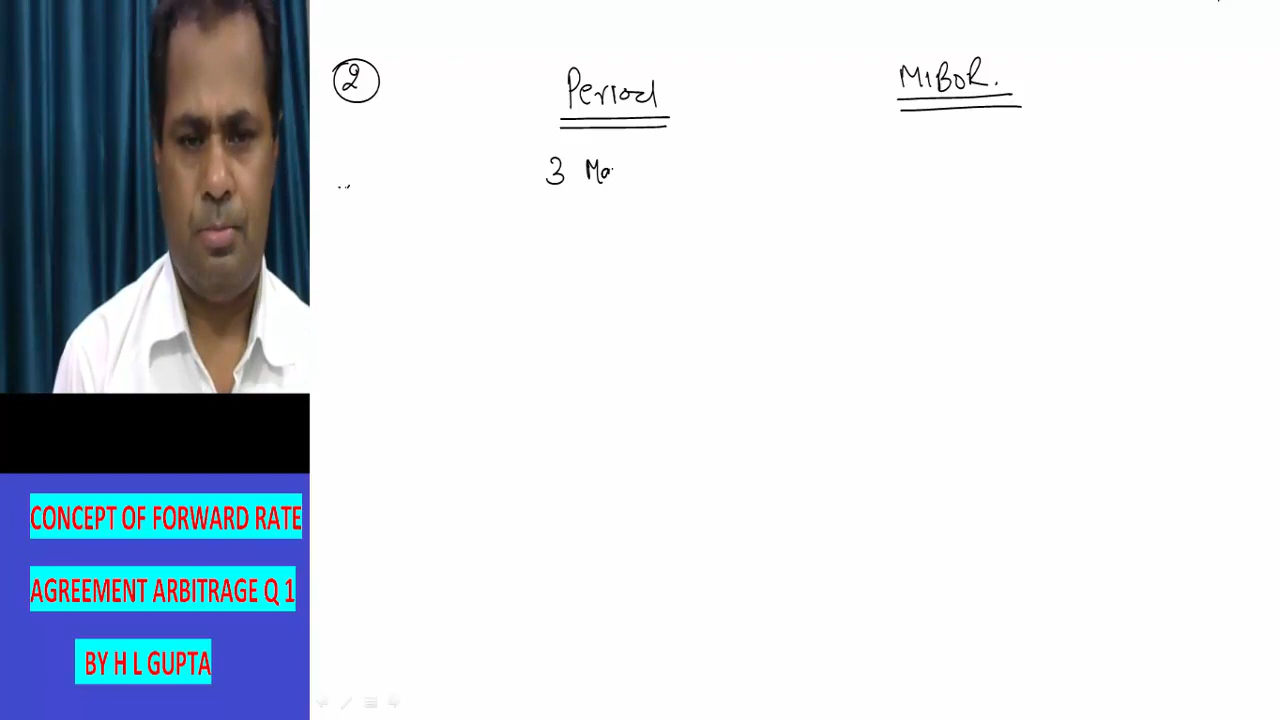 2
Period MIBOR.
3 Mo
CONCEPT OF FORWARD RATE
AGREEMENT ARBITRAGE Q 1
BY H L GUPTA